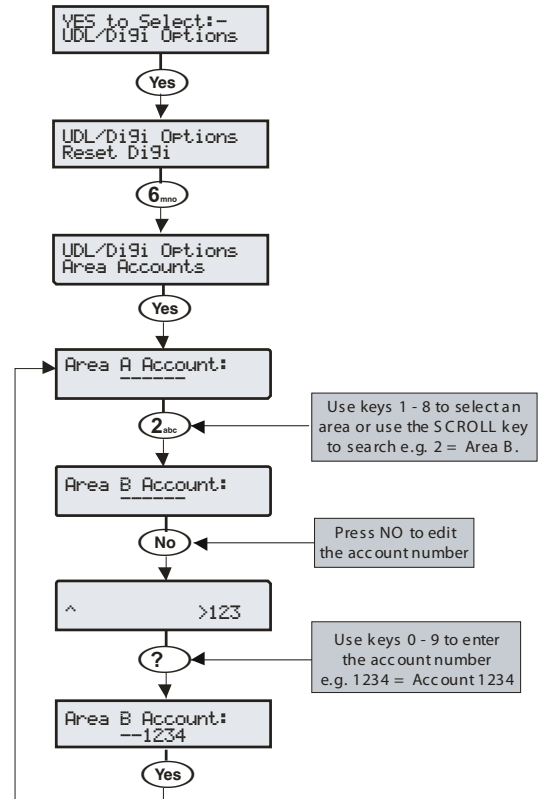 YES to Select:-
UDL/Digi Options
Yes
UDL/Digi Options
Reset Digi
6mno
UDL/Digi Options
Area Accounts
Yes
Area A Account:
------
2abc
Use keys 1 - 8 to select an
area or use the SCROLL key
to search e.g. 2 = Area B.
Area B Account:
------
No
Press NO to edit
the account number
^ >123
?
Use keys 0 - 9 to enter
the account number
e.g. 1234 = Account 1234
Area B Account:
--1234
Yes